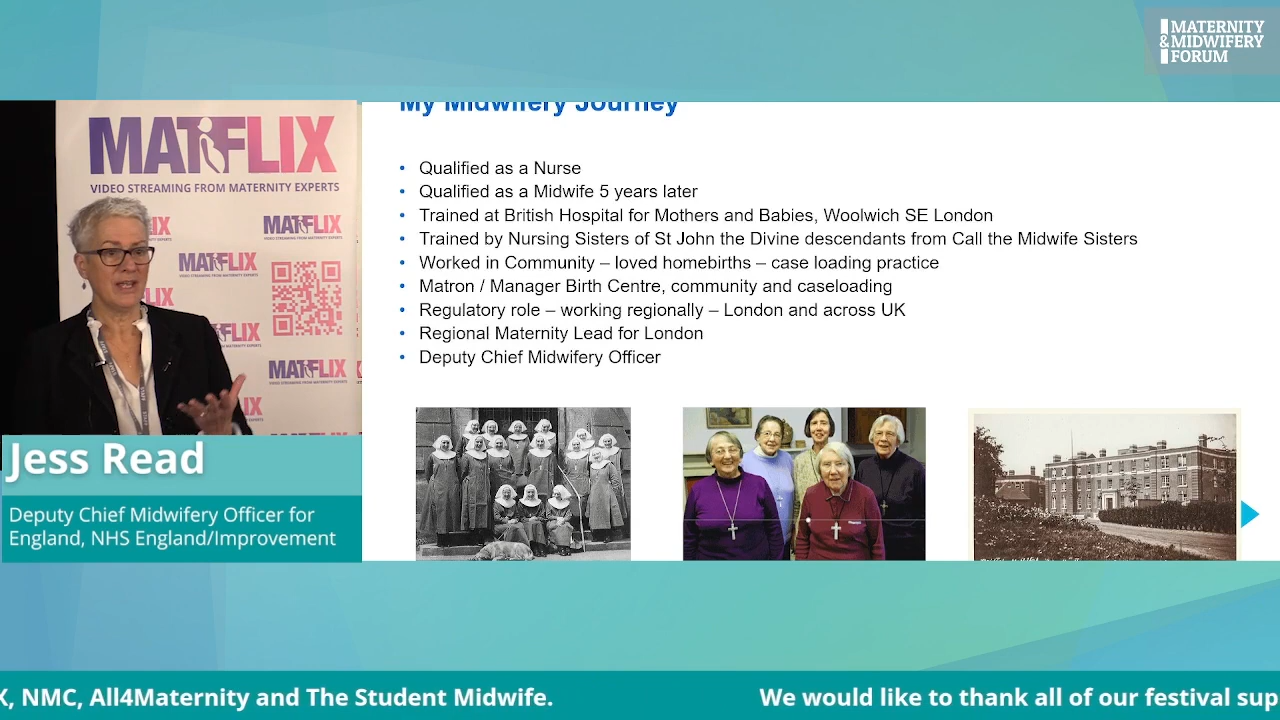 MATERNITY
&MIDWIFERY
FORUM
MATFLIX
VIDEO STREAMING FROM MATERNITY EXPERTS
MATFLIX
MATFLIX
MATFLIX
My Midwifery Journey
• Qualified as a Nurse
• Qualified as a Midwife 5 years later
• Trained at British Hospital for Mothers and Babies, Woolwich SE London
• Trained by Nursing Sisters of St John the Divine descendants from Call the Midwife Sisters
• Worked in Community – loved homebirths – case loading practice
• Matron / Manager Birth Centre, community and caseloading
• Regulatory role – working regionally – London and across UK
• Regional Maternity Lead for London
• Deputy Chief Midwifery Officer
Jess Read
Deputy Chief Midwifery Officer for
England, NHS England/Improvement
X, NMC, All4Maternity and The Student Midwife. We would like to thank all of our festival sup